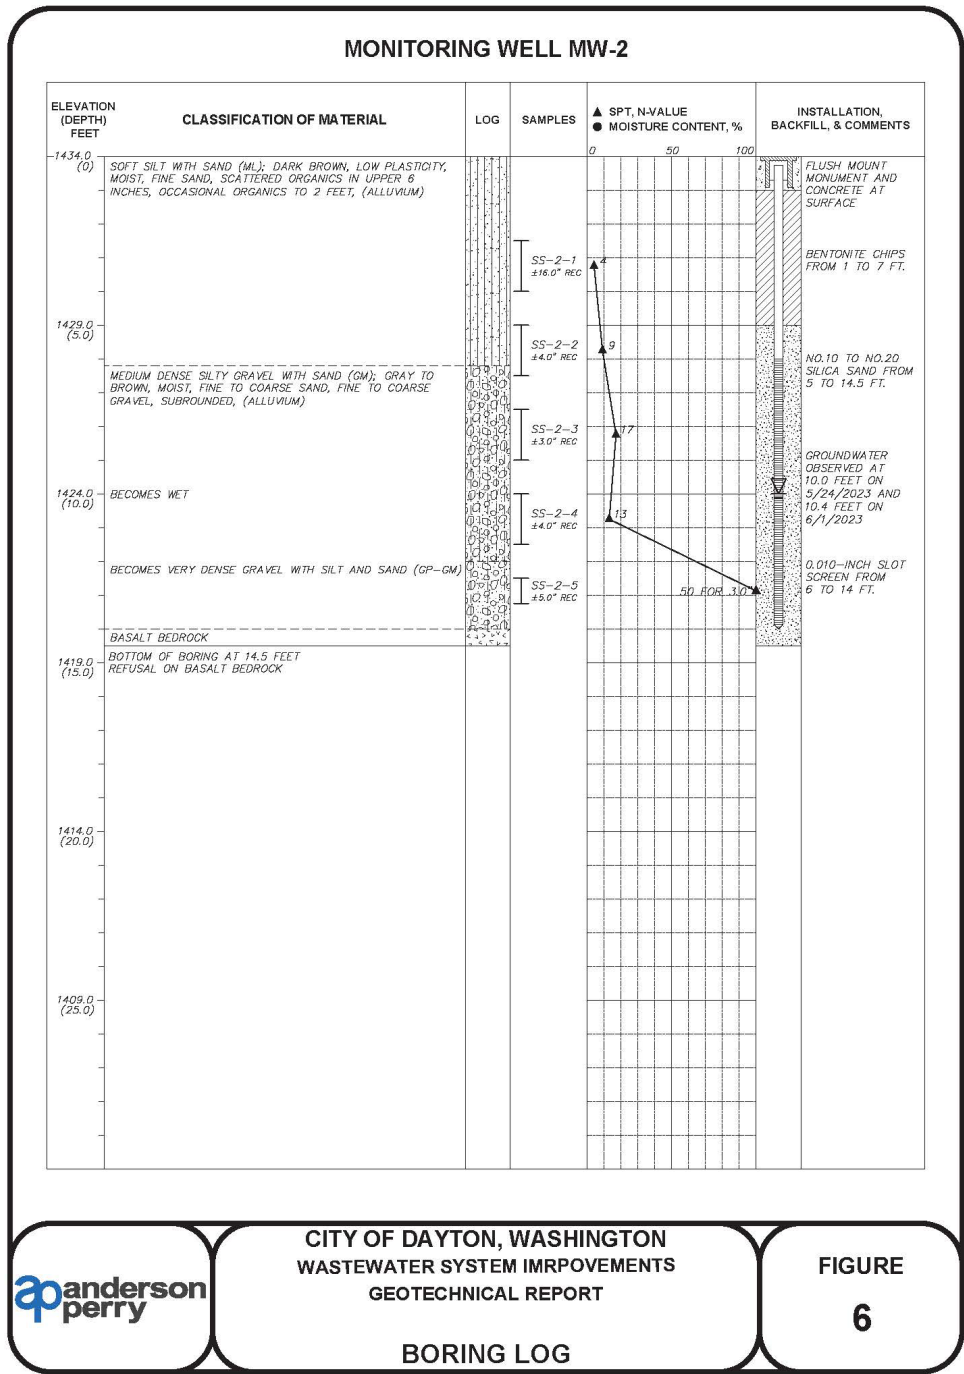 MONITORING WELL MW-2
ELEVATION
(DEPTH)
FEET
CLASSIFICATION OF MATERIAL
LOG
SAMPLES
▲ SPT, N-VALUE
● MOISTURE CONTENT, %
0 50 100
INSTALLATION,
BACKFILL, & COMMENTS
1434.0
(0)
SOFT SILT WITH SAND (ML); DARK BROWN, LOW PLASTICITY,
MOIST, FINE SAND, SCATTERED ORGANICS IN UPPER 6
INCHES, OCCASIONAL ORGANICS TO 2 FEET, (ALLUVIUM)
FLUSH MOUNT
MONUMENT AND
CONCRETE AT
SURFACE
SS-2-1
±16.0" REC
4
BENTONITE CHIPS
FROM 1 TO 7 FT.
1429.0
(5.0)
SS-2-2
±4.0" REC
9
NO.10 TO NO.20
SILICA SAND FROM
5 TO 14.5 FT.
MEDIUM DENSE SILTY GRAVEL WITH SAND (GM); GRAY TO
BROWN, MOIST, FINE TO COARSE SAND, FINE TO COARSE
GRAVEL, SUBROUNDED, (ALLUVIUM)
SS-2-3
±3.0" REC
17
GROUNDWATER
OBSERVED AT
10.0 FEET ON
5/24/2023 AND
10.4 FEET ON
6/1/2023
1424.0
(10.0)
BECOMES WET
SS-2-4
±4.0" REC
13
BECOMES VERY DENSE GRAVEL WITH SILT AND SAND (GP-GM)
SS-2-5
±5.0" REC
50 FOR 3.0"
0.010-INCH SLOT
SCREEN FROM
6 TO 14 FT.
BASALT BEDROCK
BOTTOM OF BORING AT 14.5 FEET
REFUSAL ON BASALT BEDROCK
1419.0
(15.0)
1414.0
(20.0)
1409.0
(25.0)
ap anderson
perry
CITY OF DAYTON, WASHINGTON
WASTEWATER SYSTEM IMRPOVEMENTS
GEOTECHNICAL REPORT
BORING LOG
FIGURE
6